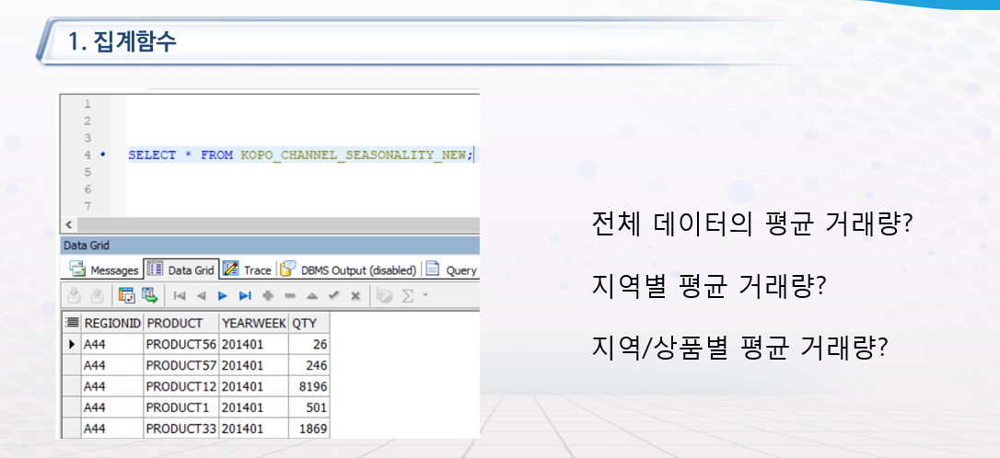 1. 집계함수
1
2
3
4 SELECT * FROM KOPO_CHANNEL_SEASONALITY_NEW;
5
6
7
Data Grid
Messages Data Grid Trace DBMS Output (disabled) Query
REGIONID PRODUCT YEARWEEK QTY
A44 PRODUCT56 201401 26
A44 PRODUCT57 201401 246
A44 PRODUCT12 201401 8196
A44 PRODUCT1 201401 501
A44 PRODUCT33 201401 1869
전체 데이터의 평균 거래량?
지역별 평균 거래량?
지역/상품별 평균 거래량?